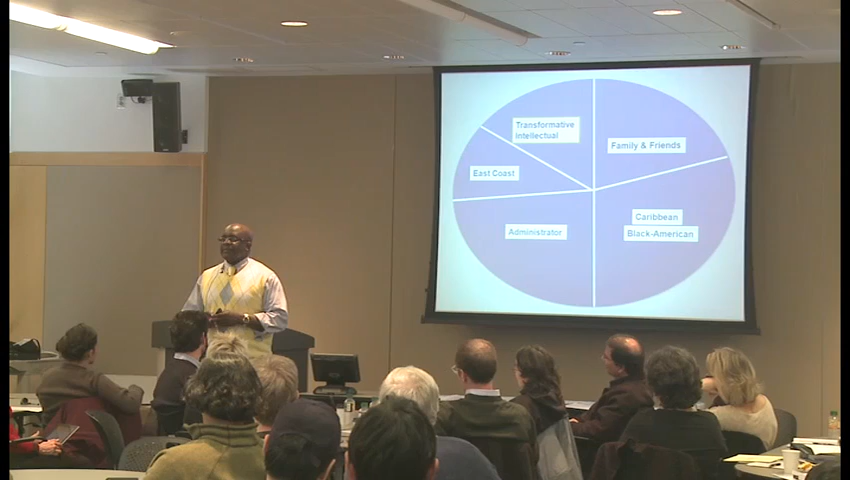 Transformative
Intellectual
Family & Friends
East Coast
Caribbean
Black-American
Administrator